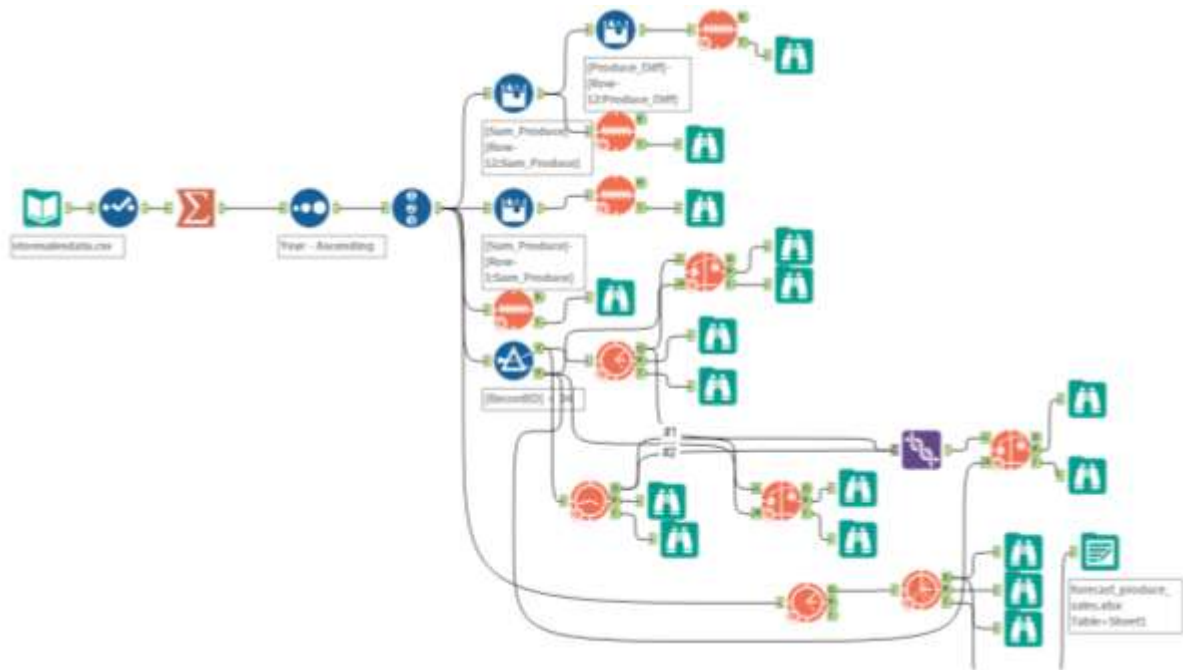 storesalesdata.csv
Year - Ascending
[Produce_Diff]-
[Row-
12:Produce_Diff]
[Sum_Produce]-
[Row-
12:Sum_Produce]
[Sum_Produce]-
[Row-
1:Sum_Produce]
[RecordID]
#1
#2
forecast_produce_
sales.xlsx
Table=Sheet1